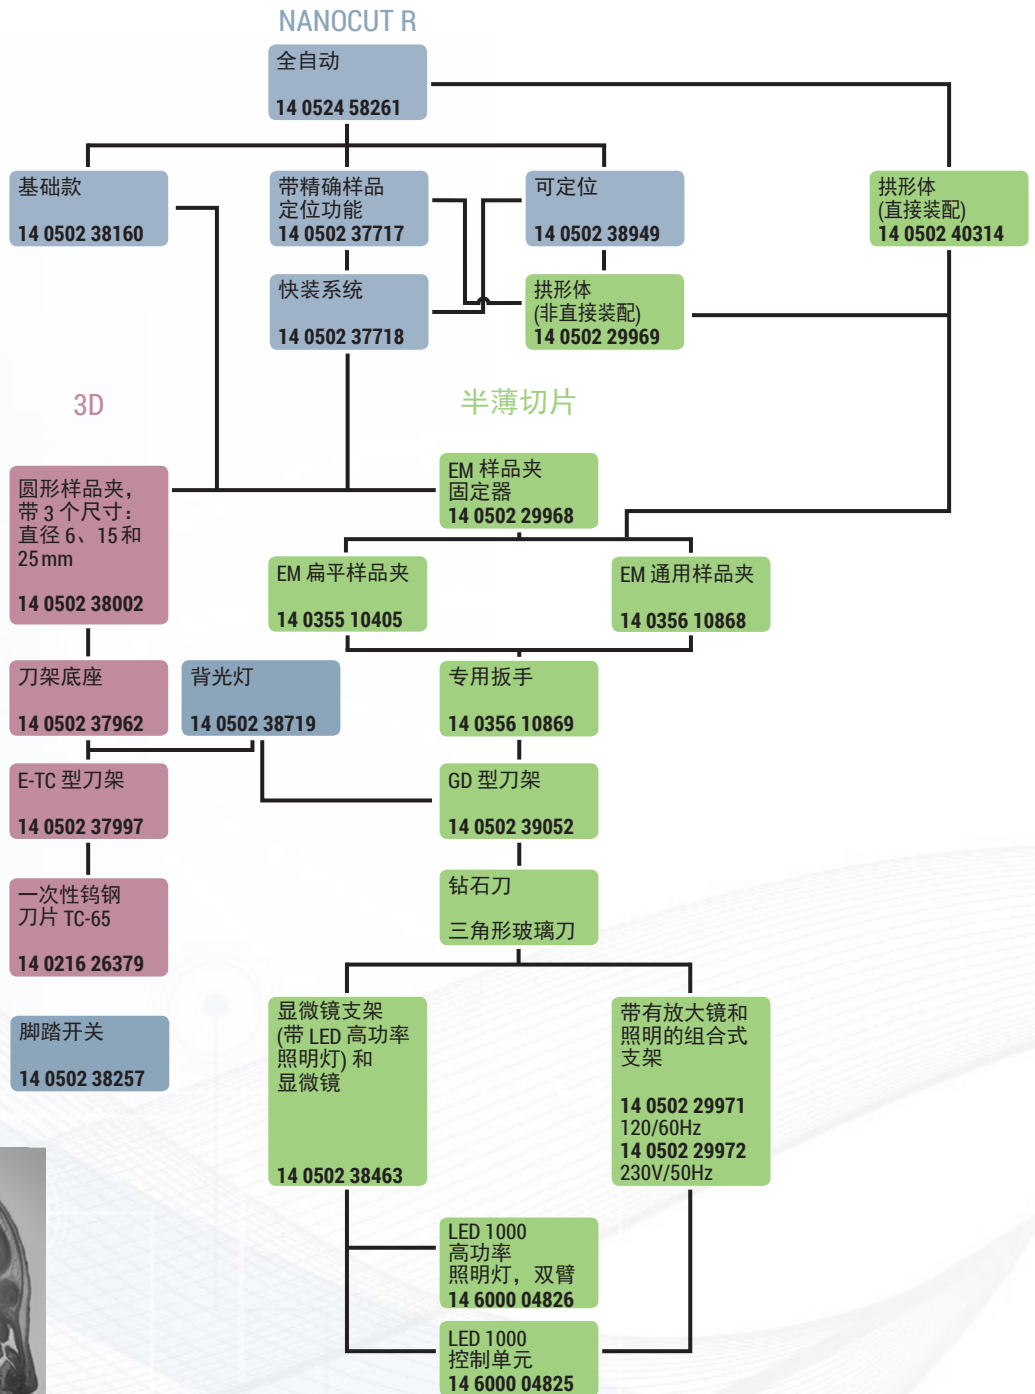 NANOCUT R
全自动
14 0524 58261
基础款
14 0502 38160
带精确样品
定位功能
14 0502 37717
可定位
14 0502 38949
拱形体
(直接装配)
14 0502 40314
快装系统
14 0502 37718
拱形体
(非直接装配)
14 0502 29969
3D
半薄切片
圆形样品夹，
带 3 个尺寸：
直径 6、15 和
25 mm
14 0502 38002
EM 样品夹
固定器
14 0502 29968
EM 扁平样品夹
14 0355 10405
EM 通用样品夹
14 0356 10868
刀架底座
14 0502 37962
背光灯
14 0502 38719
专用扳手
14 0356 10869
E-TC 型刀架
14 0502 37997
GD 型刀架
14 0502 39052
一次性钨钢
刀片 TC-65
14 0216 26379
钻石刀
三角形玻璃刀
脚踏开关
14 0502 38257
显微镜支架
(带 LED 高功率
照明灯) 和
显微镜
14 0502 38463
带有放大镜和
照明的组合式
支架
14 0502 29971
120/60Hz
14 0502 29972
230V/50Hz
LED 1000
高功率
照明灯，双臂
14 6000 04826
LED 1000
控制单元
14 6000 04825